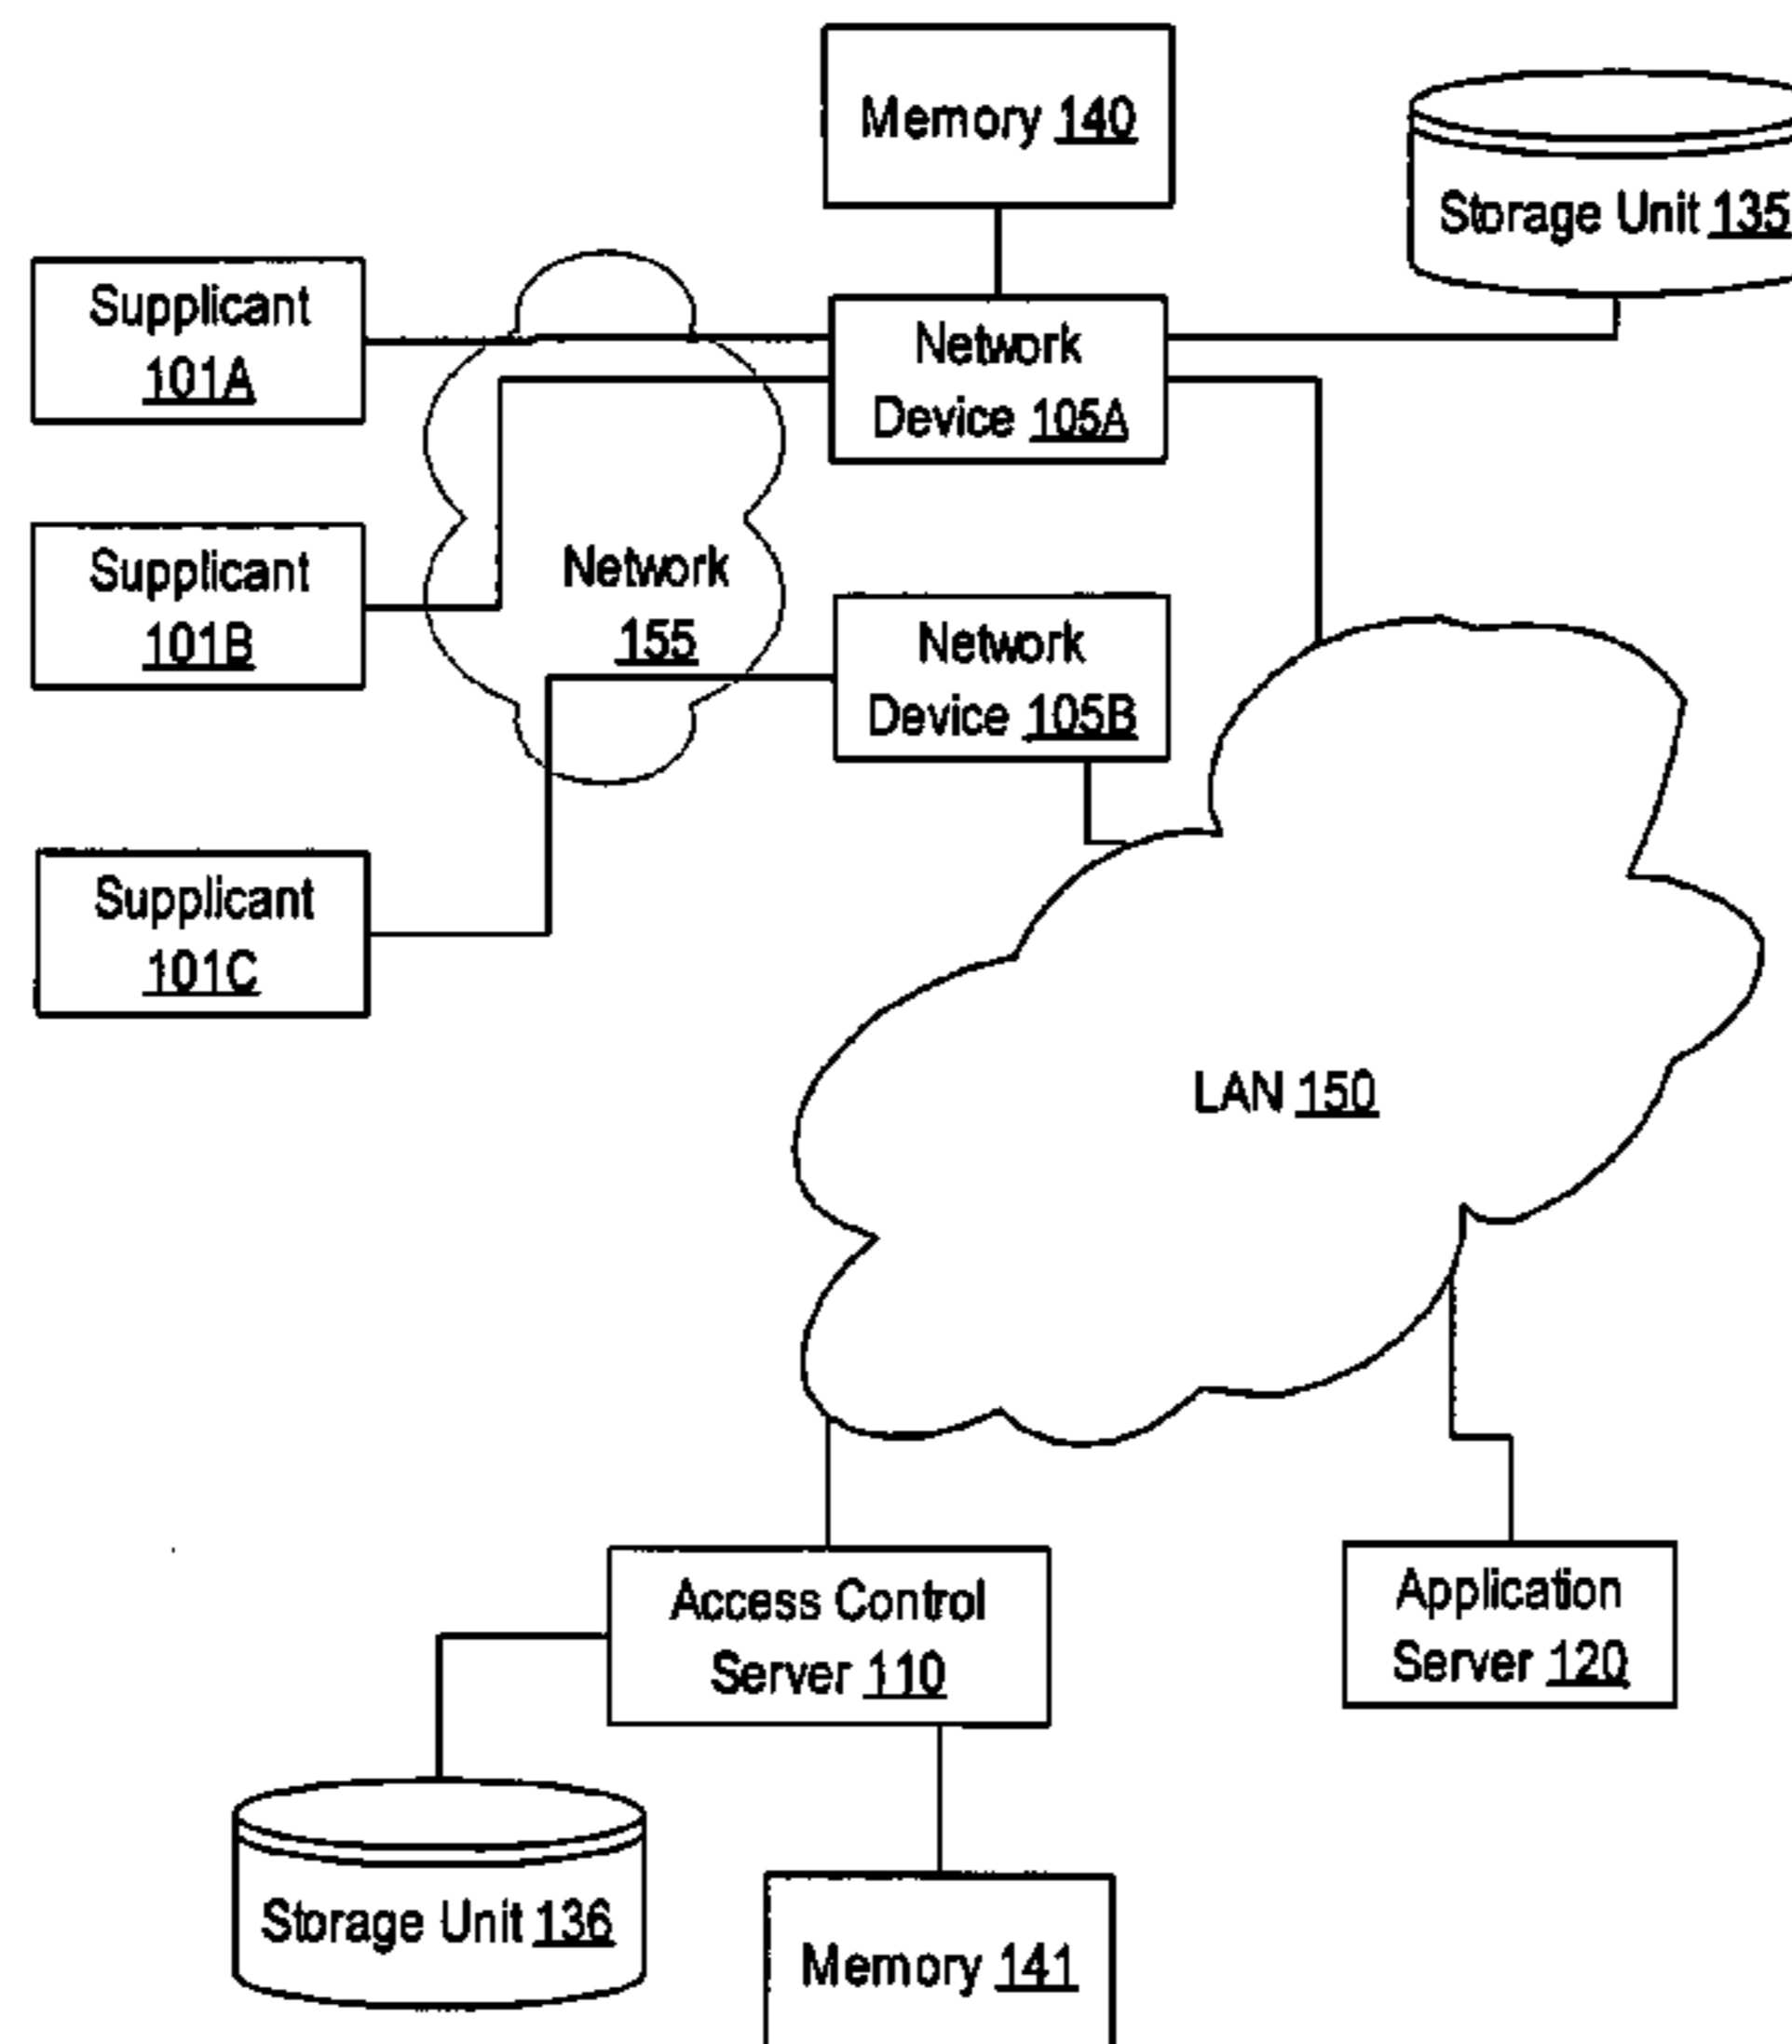 Memory 140
Storage Unit 135
Supplicant
101A
Network
Device 105A
Supplicant
101B
Network
155
Network
Device 105B
Supplicant
101C
LAN 150
Access Control
Server 110
Application
Server 120
Storage Unit 136
Memory 141